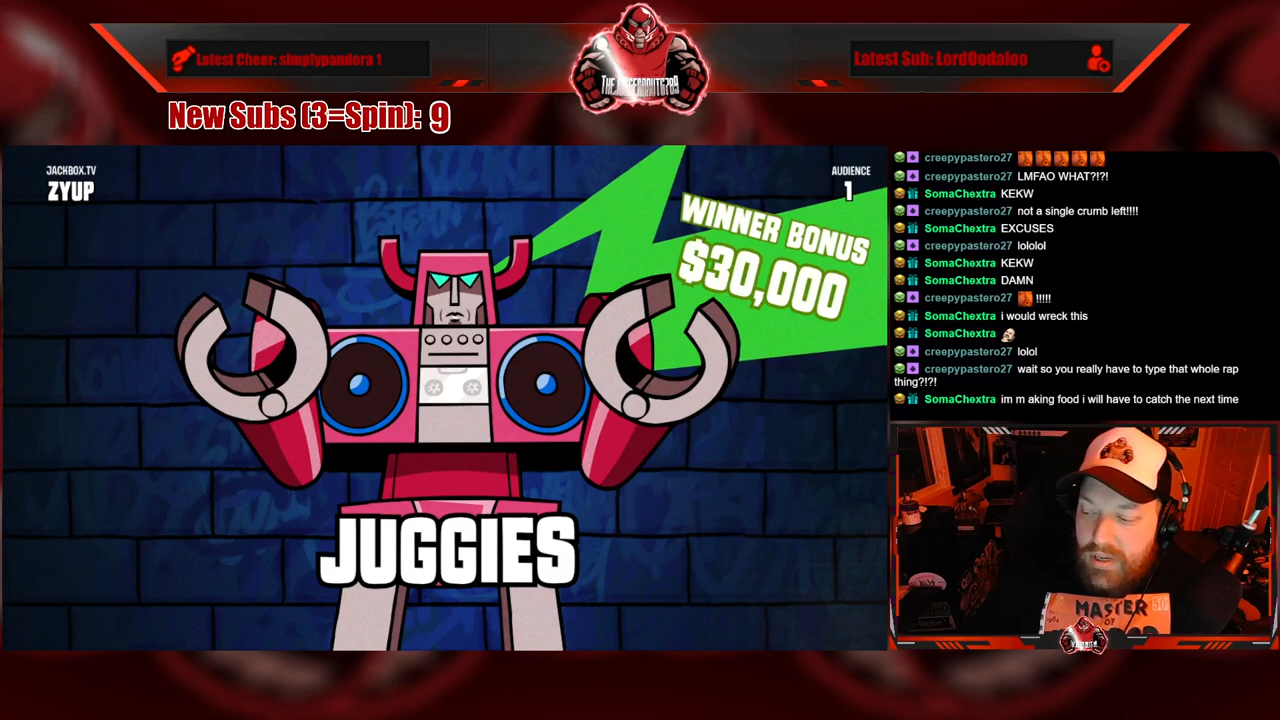 Latest Cheer: simplypandora 1
THEJUGGERNAUT6789
Latest Sub: LordOodaloo
New Subs (3=Spin): 9
JACKBOX.TV
ZYUP
AUDIENCE
1
WINNER BONUS
$30,000
JUGGIES
creepypastero27
creepypastero27 LMFAO WHAT?!?!
SomaChextra KEKW
creepypastero27 not a single crumb left!!!!
SomaChextra EXCUSES
creepypastero27 lololol
SomaChextra KEKW
SomaChextra DAMN
creepypastero27 !!!!!
SomaChextra i would wreck this
SomaChextra
creepypastero27 lolol
creepypastero27 wait so you really have to type that whole rap
thing?!?!
SomaChextra im m aking food i will have to catch the next time
MASTER
OF